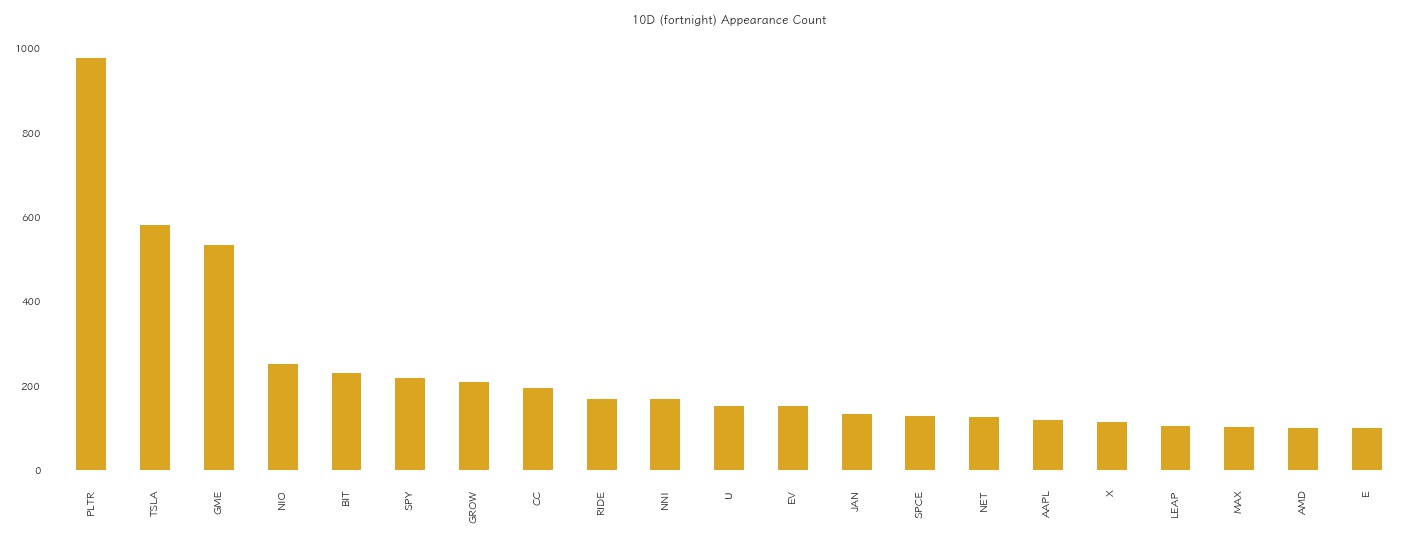 10D (fortnight) Appearance Count
1000
800
600
400
200
0
PLTR
TSLA
GME
NIO
BIT
SPY
GROW
CC
RIDE
NNI
U
EV
JAN
SPCE
NET
AAPL
X
LEAP
MAX
AMD
E